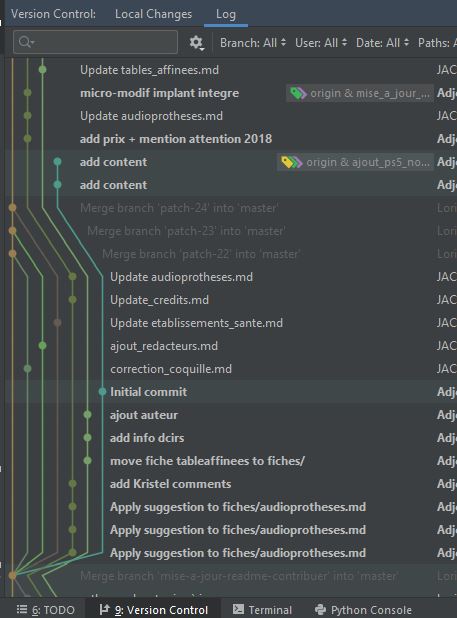 Version Control: Local Changes Log
Branch: All User: All Date: All Paths:
Update tables_affinees.md JAC
micro-modif implant integre origin & mise_a_jour_... Adj
Update audioprotheses.md JAC
add prix + mention attention 2018 Adj
add content origin & ajout_ps5_no... Adj
add content Adj
Merge branch 'patch-24' into 'master' Lori
Merge branch 'patch-23' into 'master' Lori
Merge branch 'patch-22' into 'master' Lori
Update audioprotheses.md JAC
Update_credits.md JAC
Update etablissements_sante.md JAC
ajout_redacteurs.md JAC
correction_coquille.md JAC
Initial commit Adj
ajout auteur Adj
add info dcirs Adj
move fiche tableaffinees to fiches/ Adj
add Kristel comments Adj
Apply suggestion to fiches/audioprotheses.md Adj
Apply suggestion to fiches/audioprotheses.md Adj
Apply suggestion to fiches/audioprotheses.md Adj
Merge branch 'mise-a-jour-readme-contribuer' into 'master' Lori
6: TODO 9: Version Control Terminal Python Console